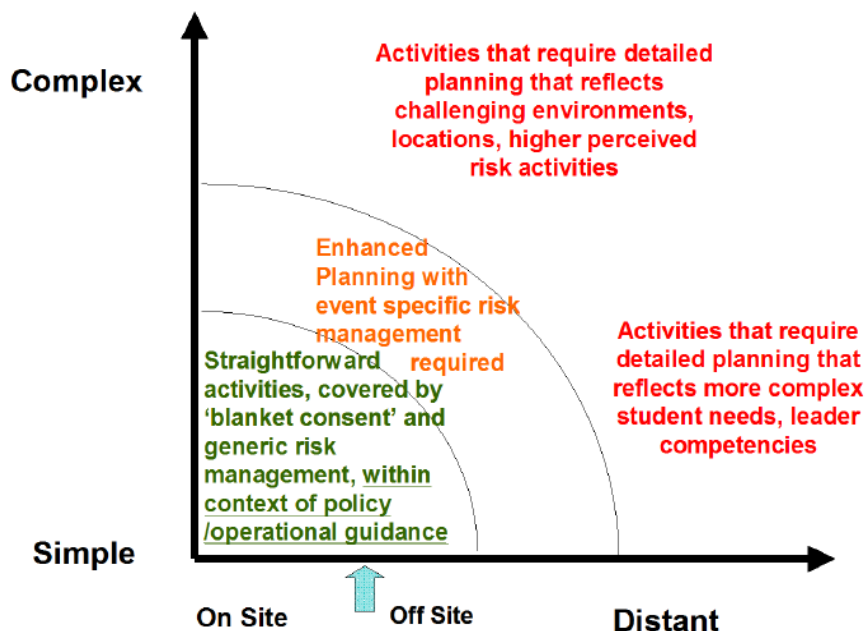 Complex
Activities that require detailed
planning that reflects
challenging environments,
locations, higher perceived
risk activities
Enhanced
Planning with
event specific risk
management
required
Activities that require
detailed planning that
reflects more complex
student needs, leader
competencies
Straightforward
activities, covered by
‘blanket consent’ and
generic risk
management, within
context of policy
/operational guidance
Simple
On Site
Off Site
Distant